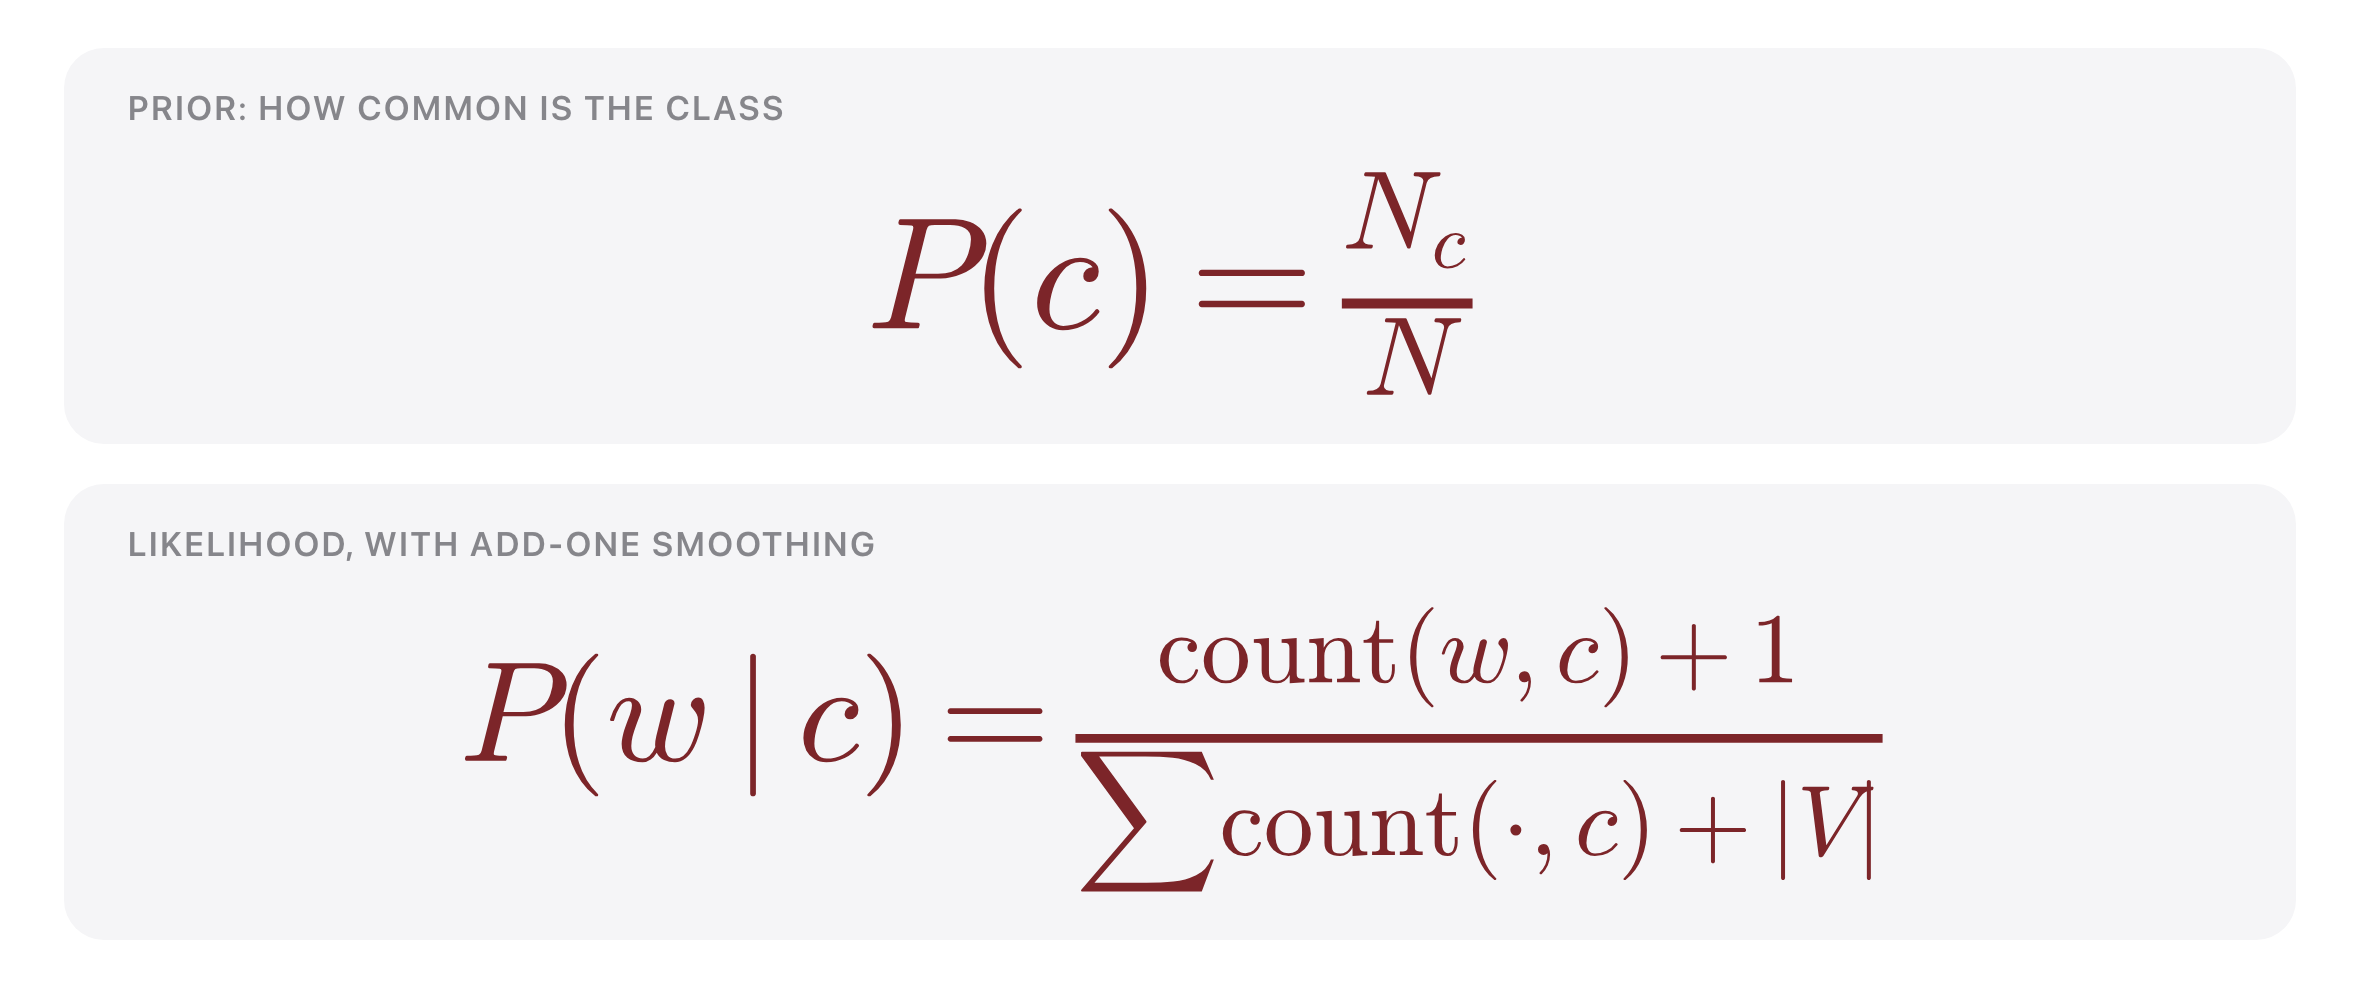 PRIOR: HOW COMMON IS THE CLASS
P(c) = N_c / N
LIKELIHOOD, WITH ADD-ONE SMOOTHING
P(w | c) = (count(w, c) + 1) / (∑ count(·, c) + |V|)